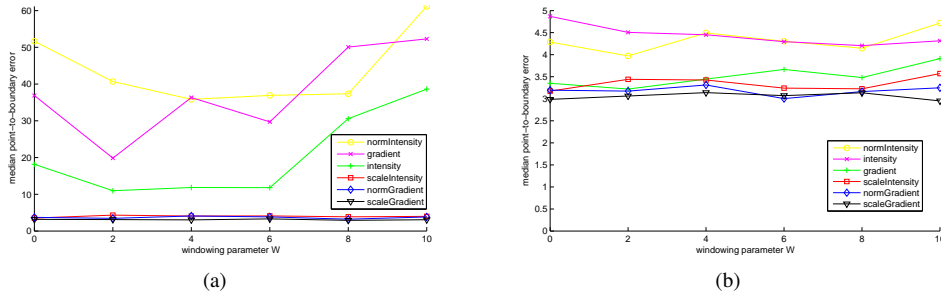 60
50
40
30
20
10
0
median point-to-boundary error
normIntensity
gradient
intensity
scaleIntensity
normGradient
scaleGradient
0 2 4 6 8 10
windowing parameter W
(a)
5
4.5
4
3.5
3
2.5
2
1.5
1
0.5
0
median point-to-boundary error
normIntensity
intensity
gradient
scaleIntensity
normGradient
scaleGradient
0 2 4 6 8 10
windowing parameter W
(b)